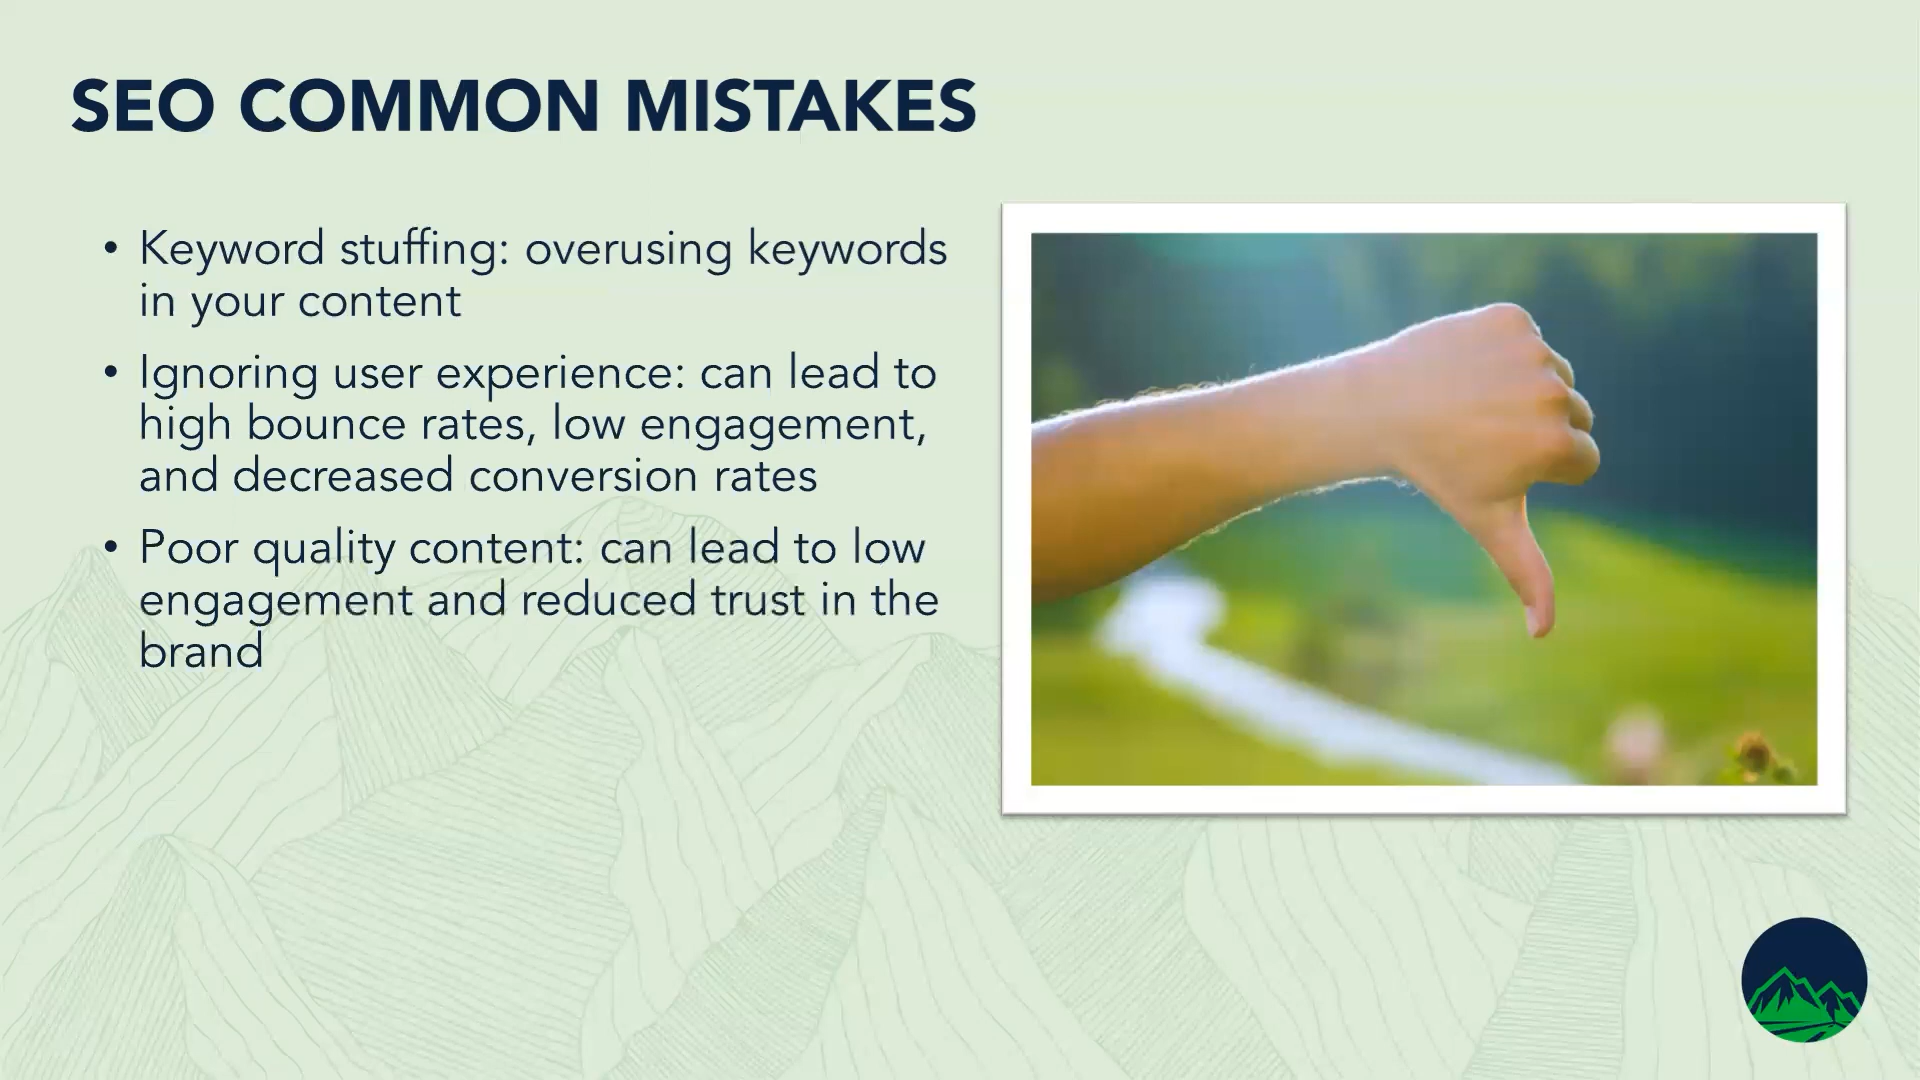 SEO COMMON MISTAKES
• Keyword stuffing: overusing keywords
in your content
• Ignoring user experience: can lead to
high bounce rates, low engagement,
and decreased conversion rates
• Poor quality content: can lead to low
engagement and reduced trust in the
brand